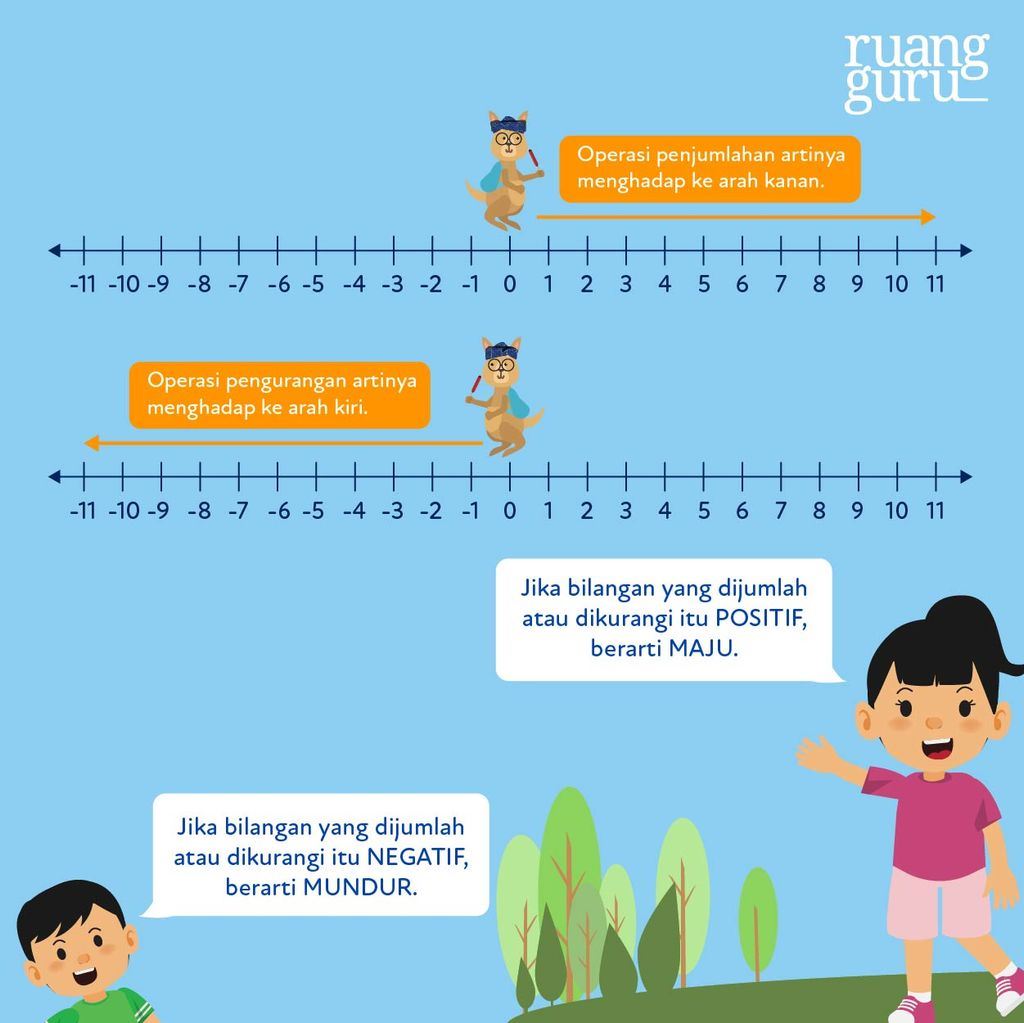 ruang
guru
Operasi penjumlahan artinya
menghadap ke arah kanan.
-11 -10 -9 -8 -7 -6 -5 -4 -3 -2 -1 0 1 2 3 4 5 6 7 8 9 10 11
Operasi pengurangan artinya
menghadap ke arah kiri.
-11 -10 -9 -8 -7 -6 -5 -4 -3 -2 -1 0 1 2 3 4 5 6 7 8 9 10 11
Jika bilangan yang dijumlah
atau dikurangi itu POSITIF,
berarti MAJU.
Jika bilangan yang dijumlah
atau dikurangi itu NEGATIF,
berarti MUNDUR.